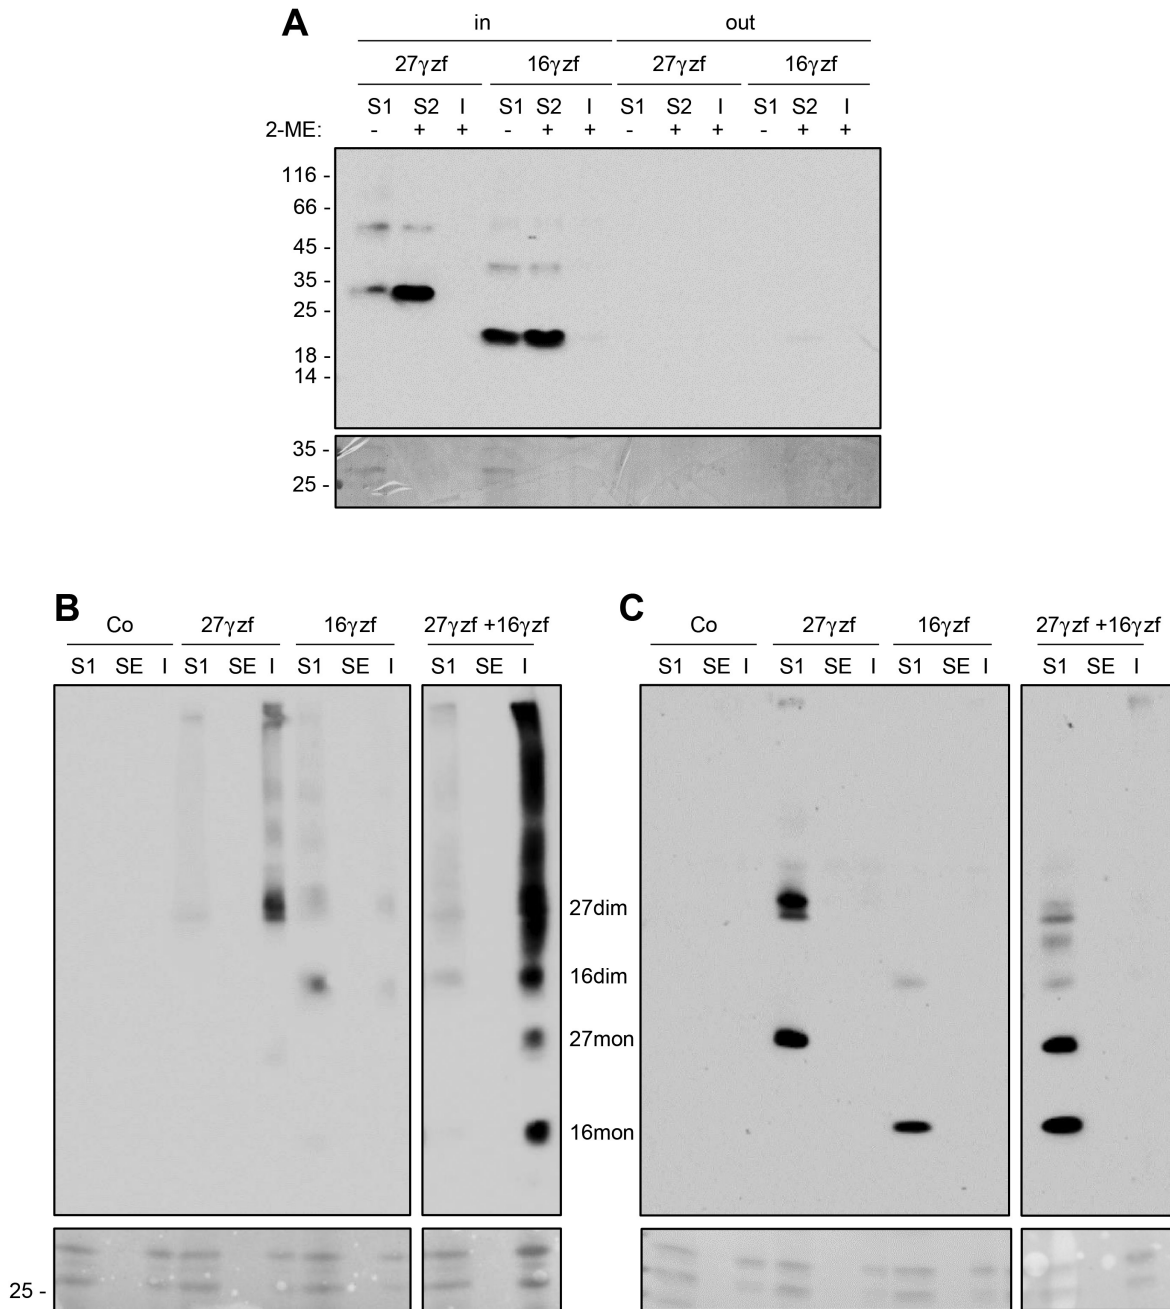 A
in out
27γzf 16γzf 27γzf 16γzf
S1 S2 I S1 S2 I S1 S2 I S1 S2 I
2-ME: - + + - + + - + + - + +
116 -
66 -
45 -
35 -
25 -
18 -
14 -
35 -
25 -
B
Co 27γzf 16γzf 27γzf +16γzf
S1 SE I S1 SE I S1 SE I S1 SE I
27dim
16dim
27mon
16mon
25 -
C
Co 27γzf 16γzf 27γzf +16γzf
S1 SE I S1 SE I S1 SE I S1 SE I